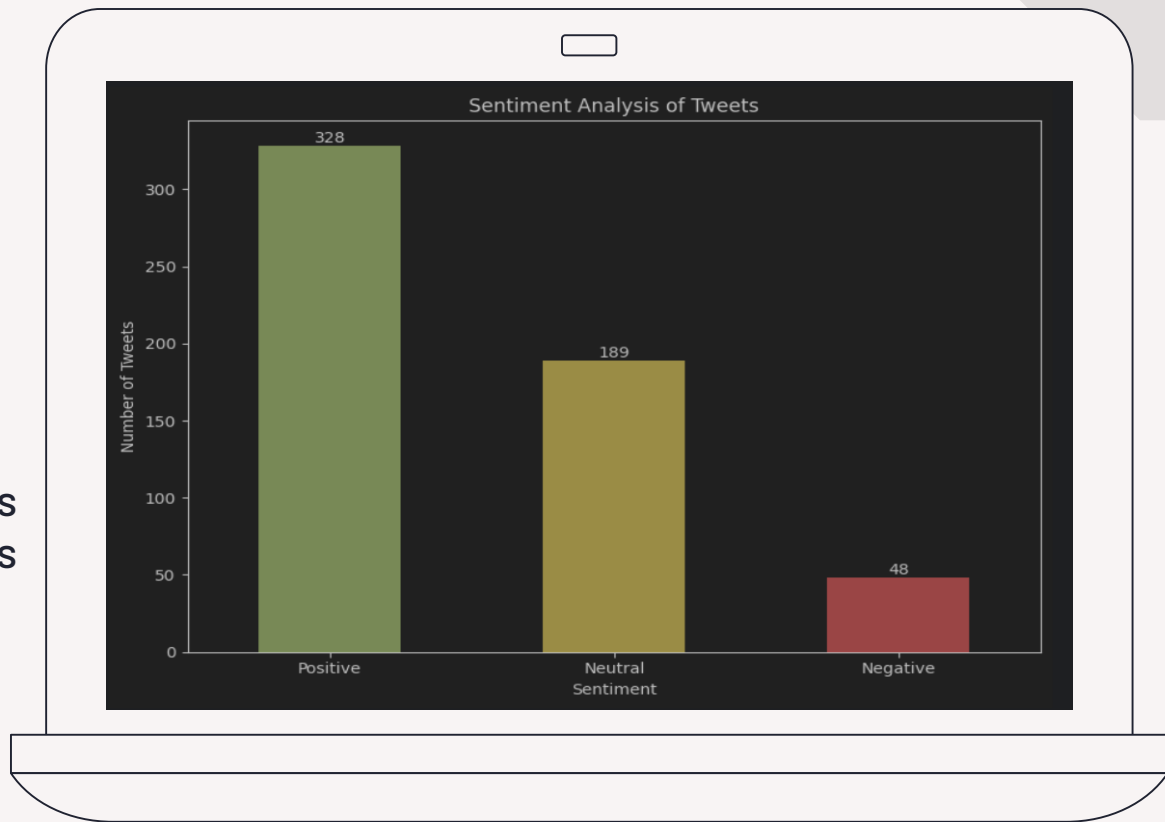 Sentiment Analysis of Tweets
328
300
250
189
200
Number of Tweets
150
100
48
50
0
Positive Neutral Negative
Sentiment
s
s